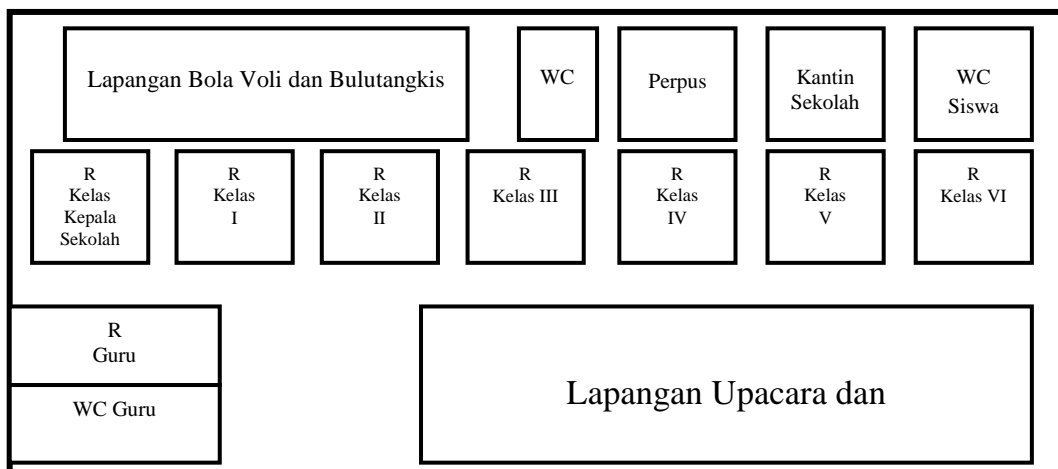 Lapangan Bola Voli dan Bulutangkis
WC
Perpus
Kantin
Sekolah
WC
Siswa
R
Kelas
Kepala
Sekolah
R
Kelas
I
R
Kelas
II
R
Kelas III
R
Kelas
IV
R
Kelas
V
R
Kelas VI
R
Guru
WC Guru
Lapangan Upacara dan